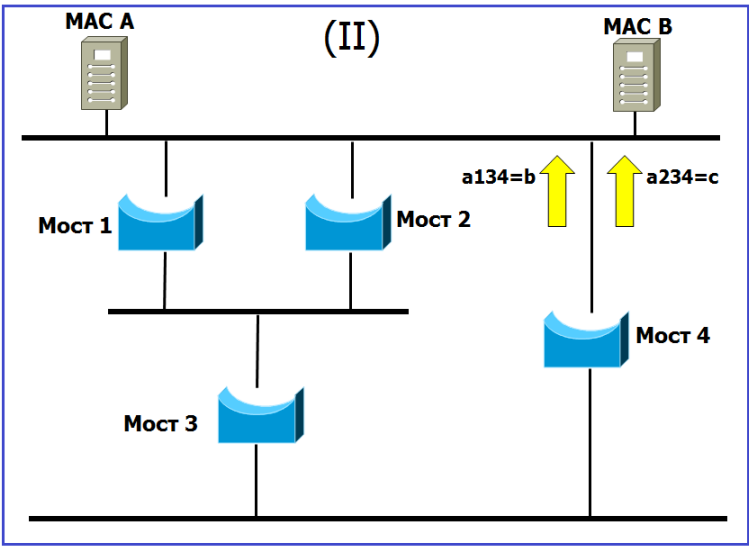 MAC A
(II)
MAC B
a134=b
a234=c
Мост 1
Мост 2
Мост 4
Мост 3